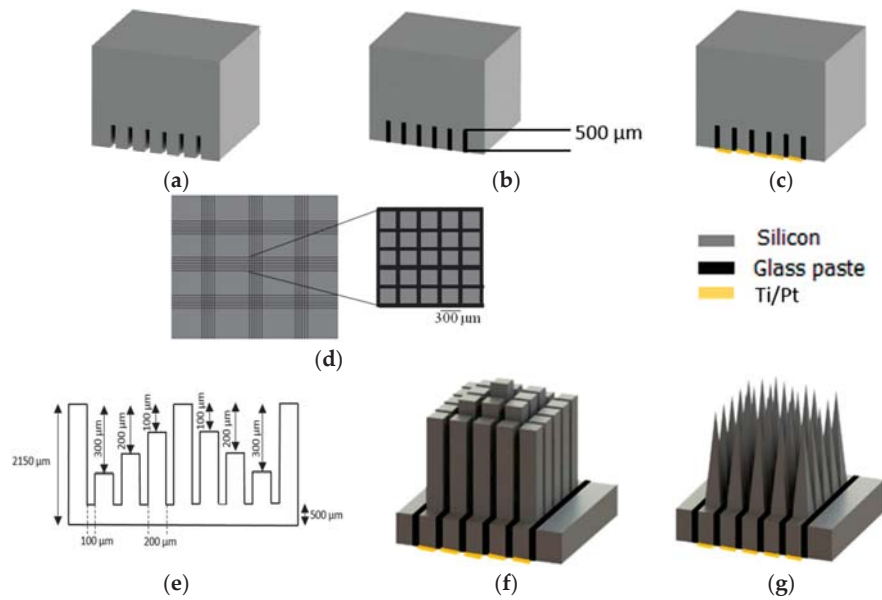 500 μm
(a)
(b)
(c)
Silicon
Glass paste
Ti/Pt
300 μm
(d)
2150 μm
300 μm
200 μm
100 μm
100 μm
200 μm
300 μm
500 μm
100 μm
200 μm
(e)
(f)
(g)